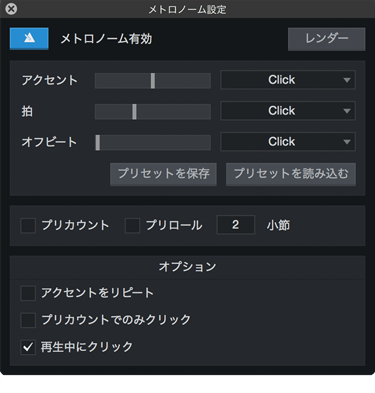 メトロノーム設定
メトロノーム有効 レンダー
アクセント Click
拍 Click
オフビート Click
プリセットを保存 プリセットを読み込む
プリカウント プリロール 2 小節
オプション
アクセントをリピート
プリカウントでのみクリック
再生中にクリック